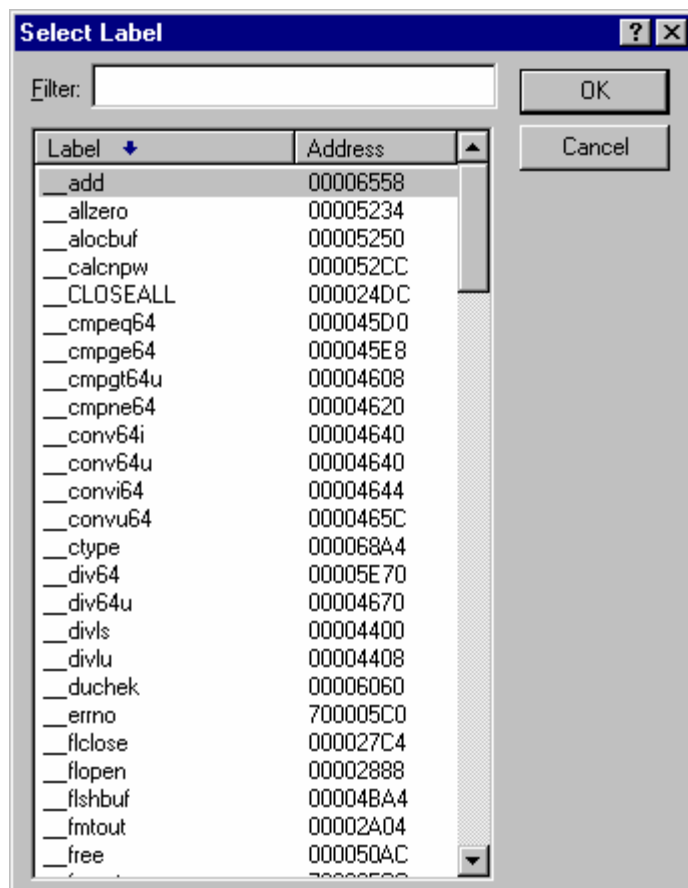 Select Label
Filter:
OK
Cancel
Label Address
__add 00006558
__allzero 00005234
__alocbuf 00005250
__calcnpw 000052CC
__CLOSEALL 000024DC
__cmpeq64 000045D0
__cmpge64 000045E8
__cmpgt64u 00004608
__cmpne64 00004620
__conv64i 00004640
__conv64u 00004640
__convi64 00004644
__convu64 0000465C
__ctype 000068A4
__div64 00005E70
__div64u 00004670
__divls 00004400
__divlu 00004408
__duchek 00006060
__errno 700005C0
__flclose 000027C4
__flopen 00002888
__flshbuf 00004BA4
__fmtout 00002A04
__free 000050AC